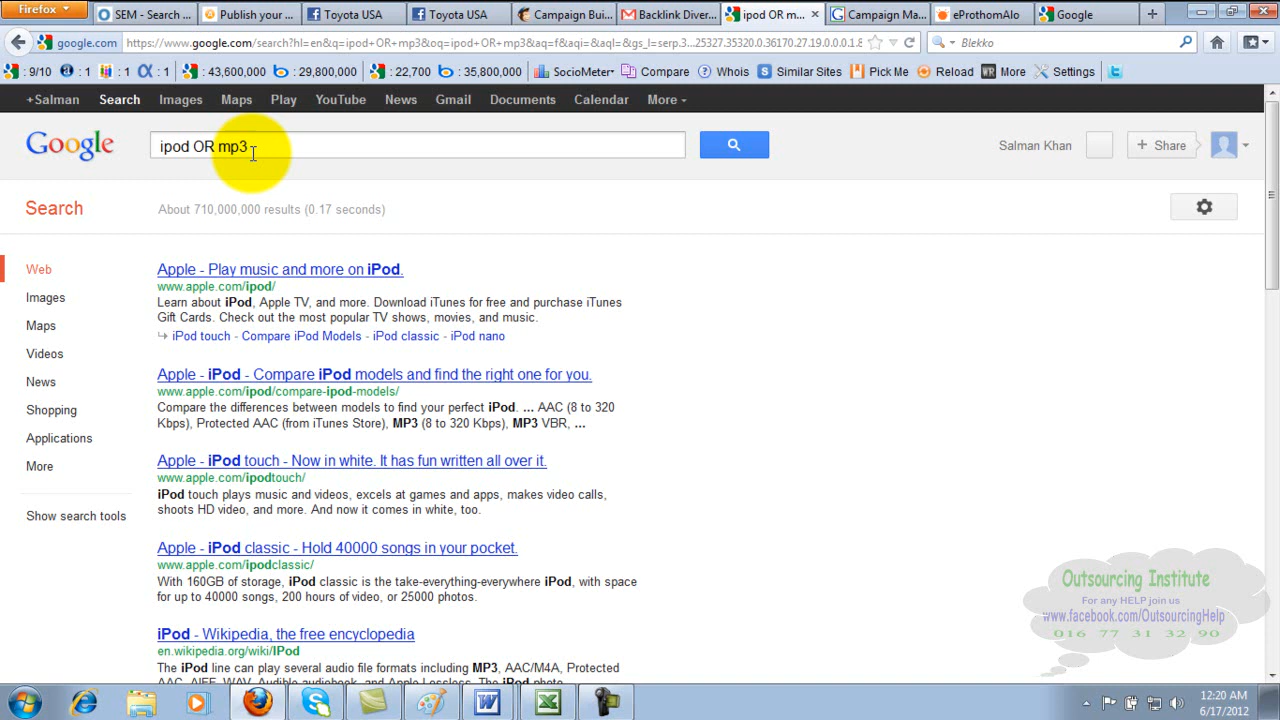 Firefox
SEM - Search ...
Publish your ...
Toyota USA
Toyota USA
Campaign Bui...
Backlink Diver...
ipod OR m...
Campaign Ma...
eProthomAlo
Google
google.com https://www.google.com/search?hl=en&q=ipod+OR+mp3&oq=ipod+OR+mp3&aq=f&aqi=&aql=&gs_l=serp.3...25327.35320.0.36170.27.19.0.0.0.1.8
Blekko
: 9/10 : 1 : 1 : 1 : 43,600,000 : 29,800,000 : 22,700 : 35,800,000 SocioMeter Compare Whois Similar Sites Pick Me Reload WR More Settings
+Salman Search Images Maps Play YouTube News Gmail Documents Calendar More
Google
ipod OR mp3
Salman Khan
+ Share
Search
About 710,000,000 results (0.17 seconds)
Web
Images
Maps
Videos
News
Shopping
Applications
More
Show search tools
Apple - Play music and more on iPod.
www.apple.com/ipod/
Learn about iPod, Apple TV, and more. Download iTunes for free and purchase iTunes
Gift Cards. Check out the most popular TV shows, movies, and music.
iPod touch - Compare iPod Models - iPod classic - iPod nano
Apple - iPod - Compare iPod models and find the right one for you.
www.apple.com/ipod/compare-ipod-models/
Compare the differences between models to find your perfect iPod. ... AAC (8 to 320
Kbps), Protected AAC (from iTunes Store), MP3 (8 to 320 Kbps), MP3 VBR, ...
Apple - iPod touch - Now in white. It has fun written all over it.
www.apple.com/ipodtouch/
iPod touch plays music and videos, excels at games and apps, makes video calls,
shoots HD video, and more. And now it comes in white, too.
Apple - iPod classic - Hold 40000 songs in your pocket.
www.apple.com/ipodclassic/
With 160GB of storage, iPod classic is the take-everything-everywhere iPod, with space
for up to 40000 songs, 200 hours of video, or 25000 photos.
iPod - Wikipedia, the free encyclopedia
en.wikipedia.org/wiki/IPod
The iPod line can play several audio file formats including MP3, AAC/M4A, Protected
AAC, AIFF, WAV, Audible audiobook, and Apple Lossless. The iPod photo
Outsourcing Institute
For any HELP join us
www.facebook.com/OutsourcingHelp
016 77 31 32 90
12:20 AM
6/17/2012